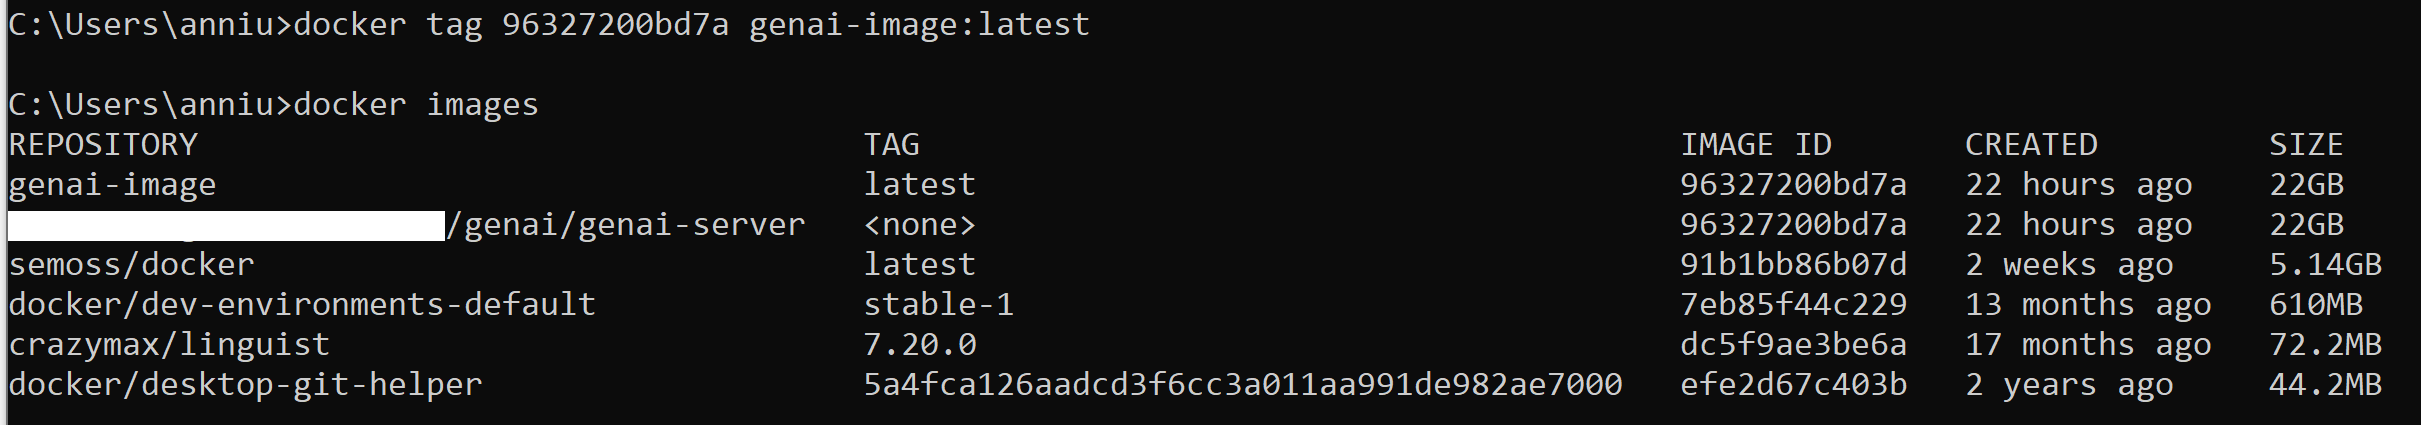 C:\Users\anniu>docker tag 96327200bd7a genai-image:latest
C:\Users\anniu>docker images
REPOSITORY TAG IMAGE ID CREATED SIZE
genai-image latest 96327200bd7a 22 hours ago 22GB
/genai/genai-server <none> 96327200bd7a 22 hours ago 22GB
semoss/docker latest 91b1bb86b07d 2 weeks ago 5.14GB
docker/dev-environments-default stable-1 7eb85f44c229 13 months ago 610MB
crazymax/linguist 7.20.0 dc5f9ae3be6a 17 months ago 72.2MB
docker/desktop-git-helper 5a4fca126aadcd3f6cc3a011aa991de982ae7000 efe2d67c403b 2 years ago 44.2MB